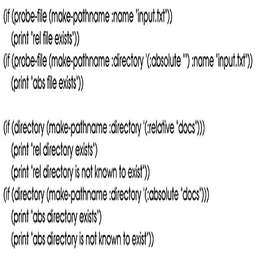 (if (probe-file (make-pathname :name "input.txt"))
(print "rel file exists"))
(if (probe-file (make-pathname :directory '(:absolute "") :name "input.txt"))
(print "abs file exists"))
(if (directory (make-pathname :directory '(:relative "docs")))
(print "rel directory exists")
(print "rel directory is not known to exist"))
(if (directory (make-pathname :directory '(:absolute "docs")))
(print "abs directory exists")
(print "abs directory is not known to exist"))